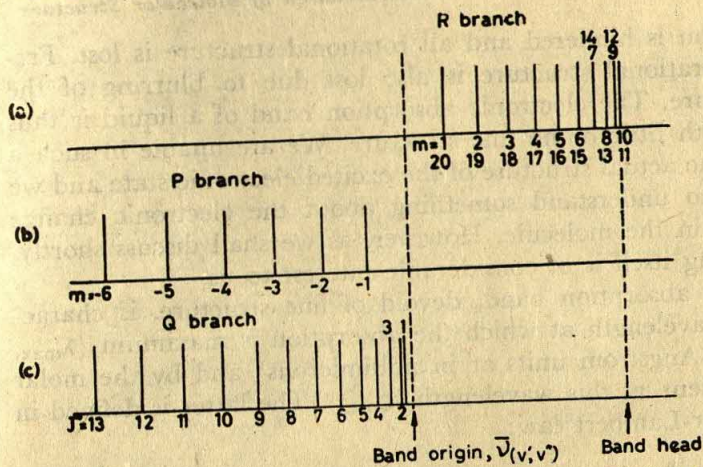 R branch
14 12
7 9
(a)
m=1 2 3 4 5 6 8 10
20 19 18 17 16 15 13 11
P branch
(b)
m=-6 -5 -4 -3 -2 -1
Q branch
3 1
(c)
J=13 12 11 10 9 8 7 6 5 4 2
Band origin, ν̄(v′,v″) Band head